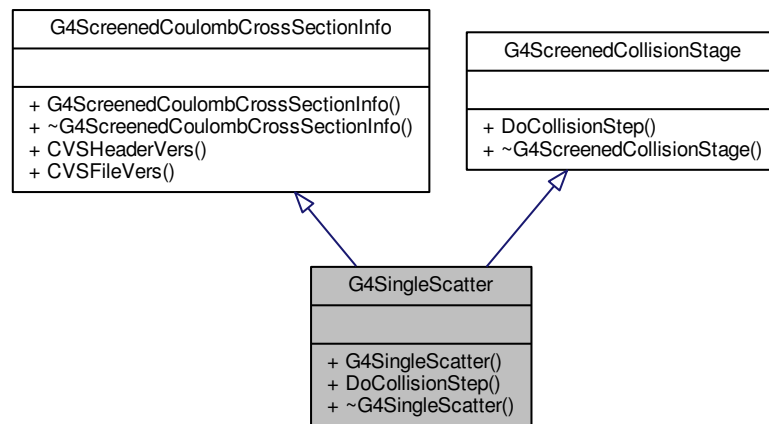 G4ScreenedCoulombCrossSectionInfo
+ G4ScreenedCoulombCrossSectionInfo()
+ ~G4ScreenedCoulombCrossSectionInfo()
+ CVSHeaderVers()
+ CVSFileVers()
G4ScreenedCollisionStage
+ DoCollisionStep()
+ ~G4ScreenedCollisionStage()
G4SingleScatter
+ G4SingleScatter()
+ DoCollisionStep()
+ ~G4SingleScatter()